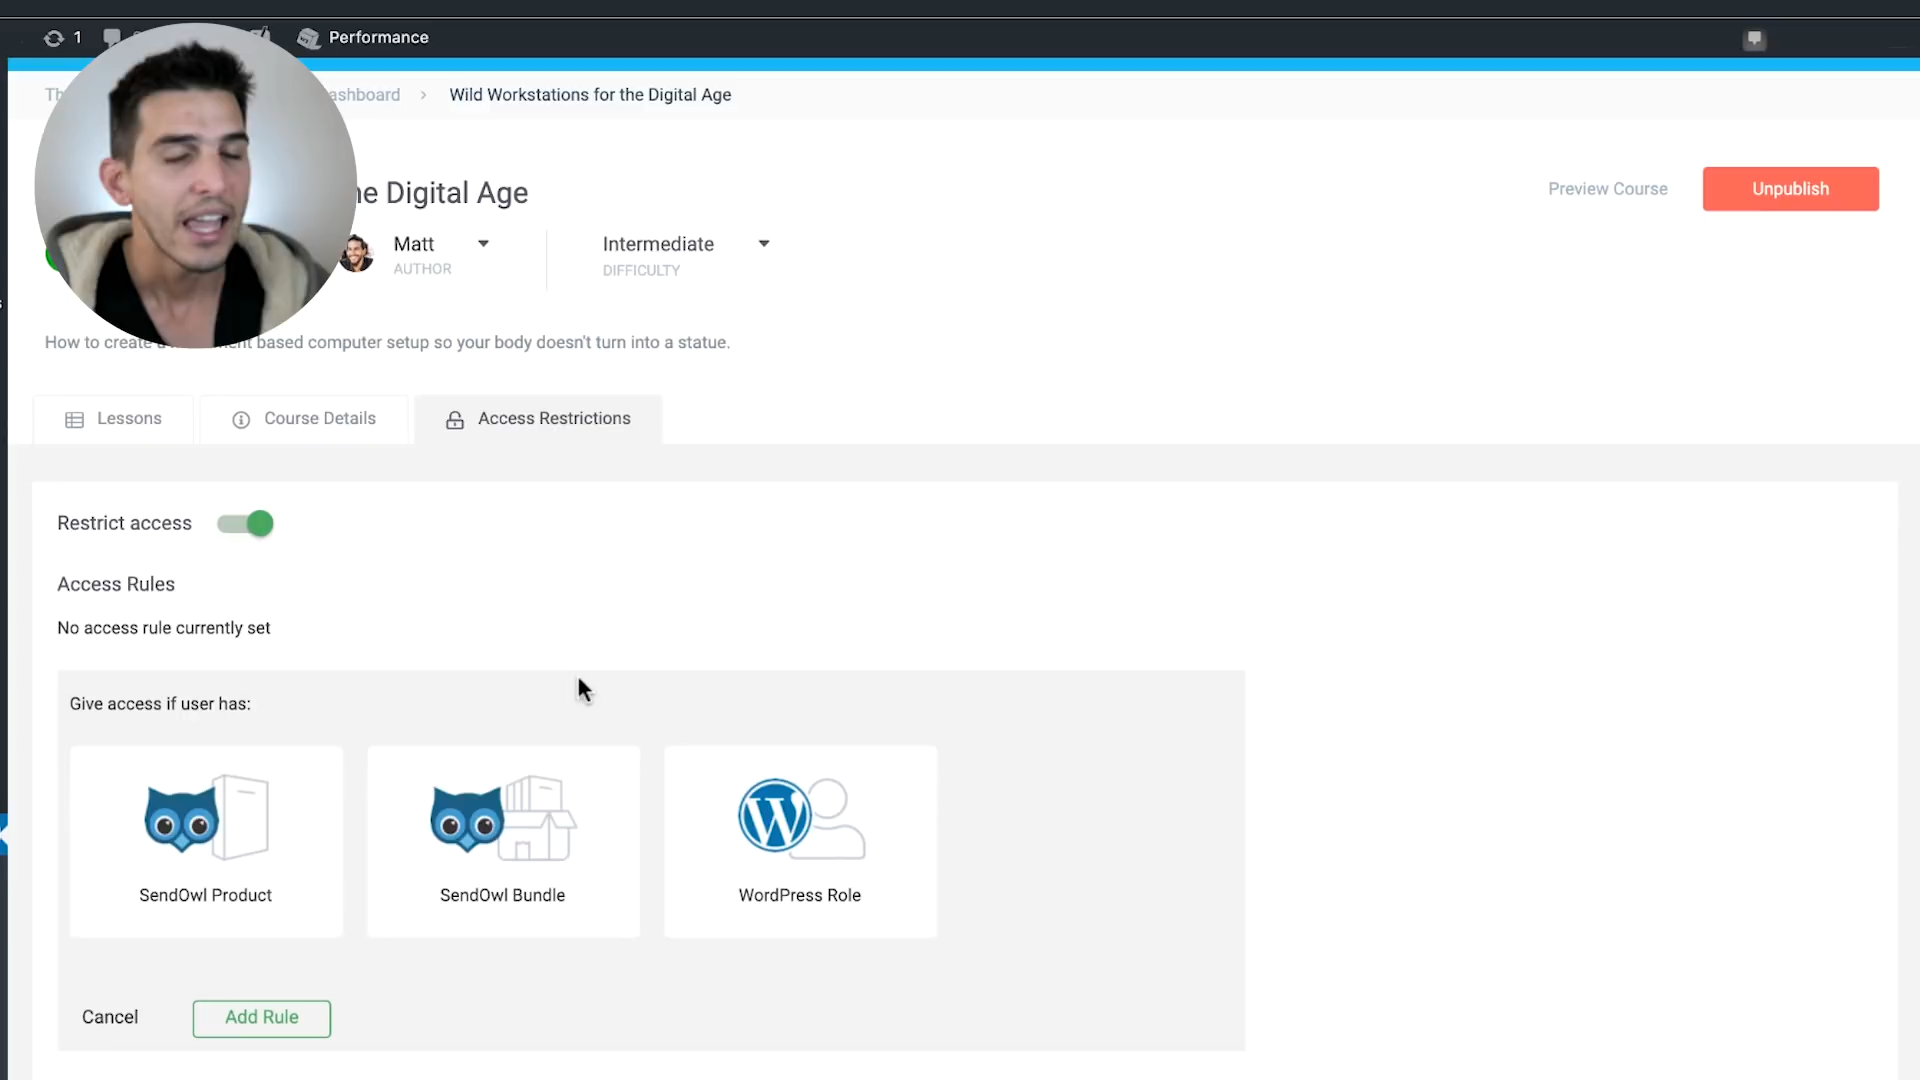 1
Performance
Th
ashboard > Wild Workstations for the Digital Age
he Digital Age
Preview Course
Unpublish
Matt
AUTHOR
Intermediate
DIFFICULTY
How to create a based computer setup so your body doesn't turn into a statue.
Lessons
Course Details
Access Restrictions
Restrict access
Access Rules
No access rule currently set
Give access if user has:
SendOwl Product
SendOwl Bundle
WordPress Role
Cancel
Add Rule